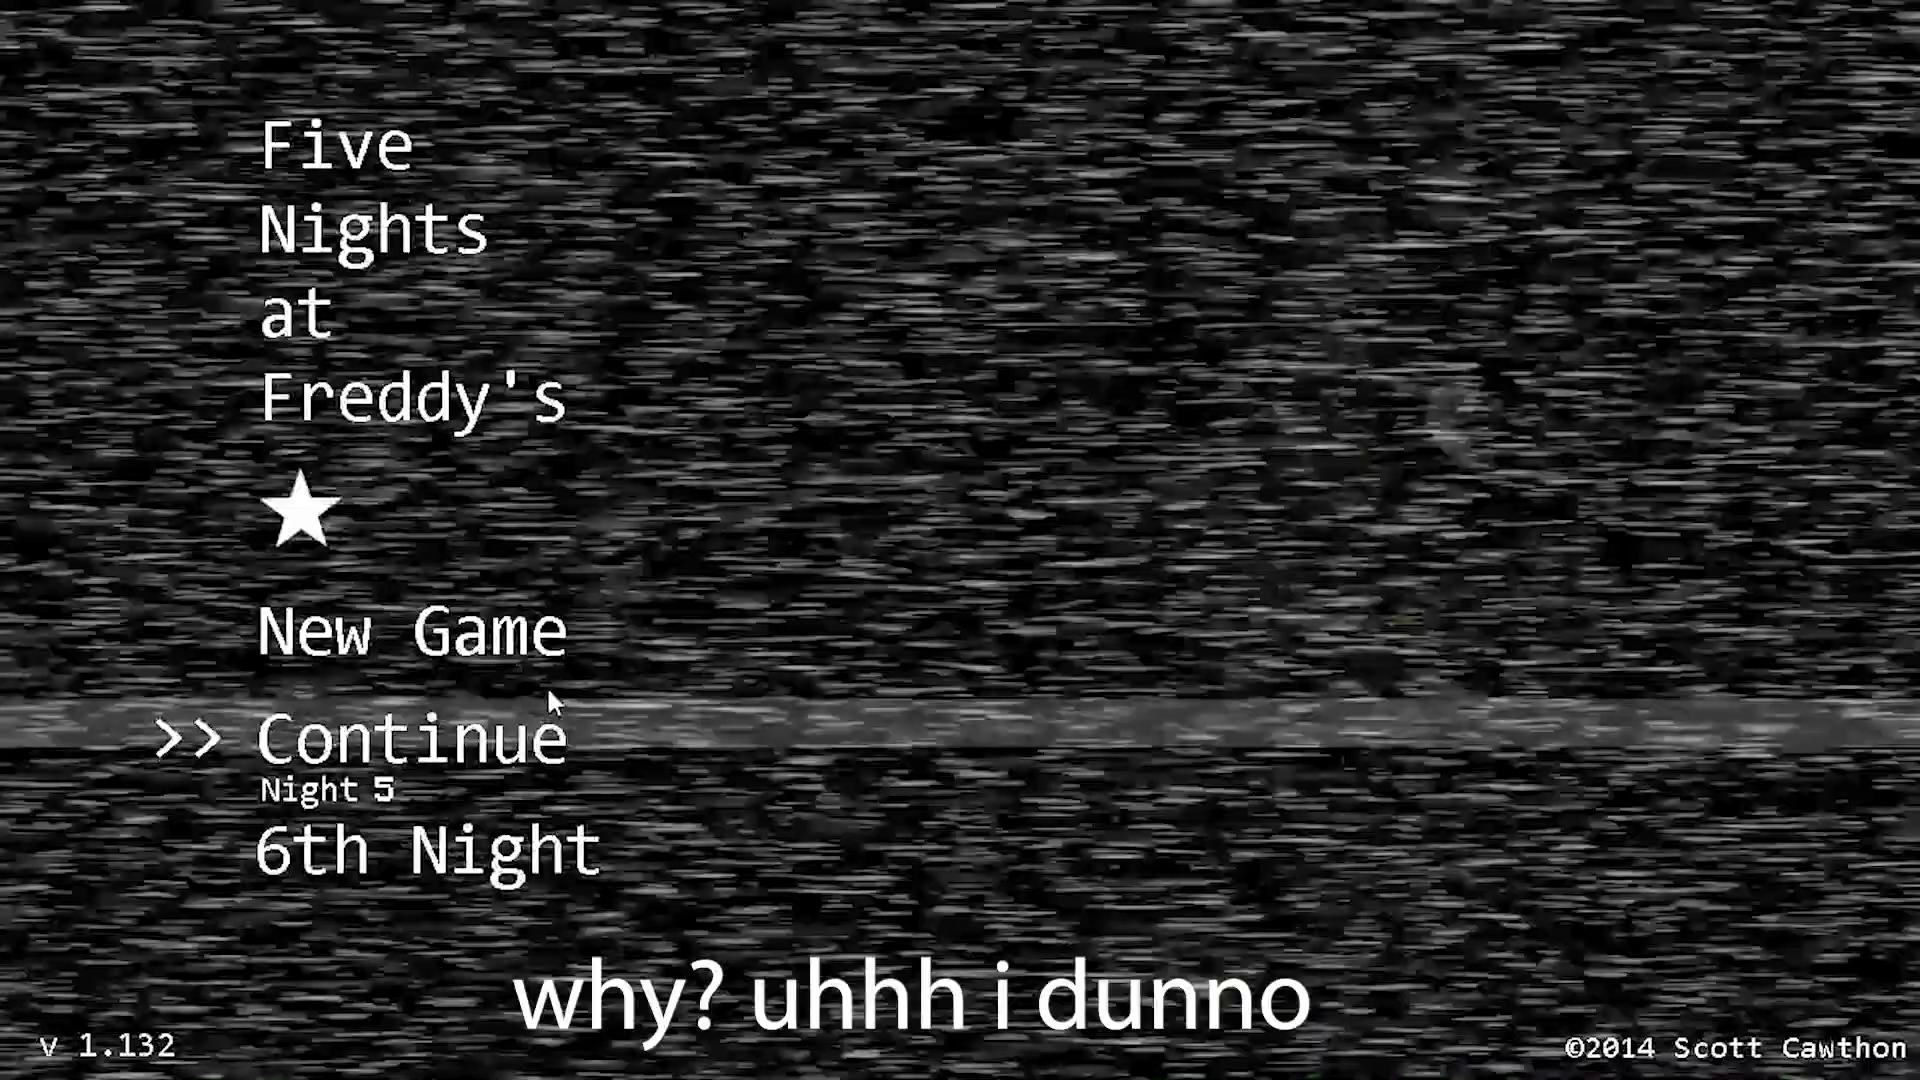 Five
Nights
at
Freddy's
New Game
>> Continue
Night 5
6th Night
why? uhhh i dunno
v 1.132
©2014 Scott Cawthon